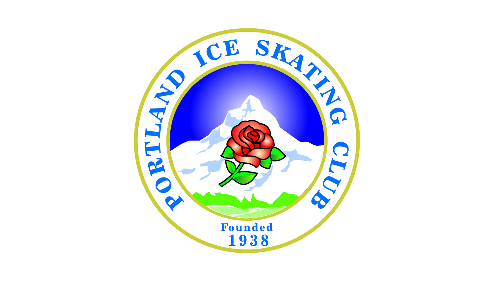 PORTLAND ICE SKATING CLUB
Founded
1938